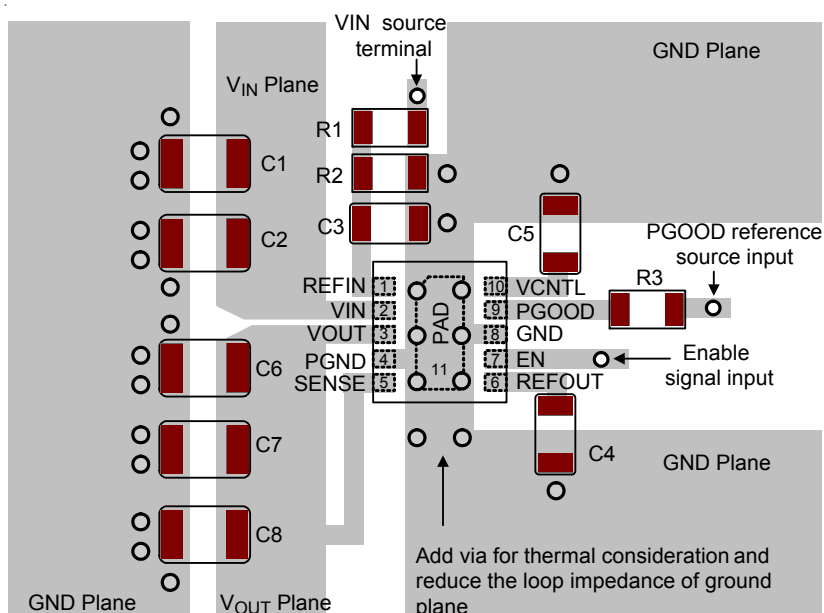 VIN source
terminal
GND Plane
VIN Plane
R1
C1
R2
C3
C5
PGOOD reference
source input
C2
R3
REFIN 1 10 VCNTL
VIN 2 9 PGOOD
VOUT 3 PAD 8 GND
PGND 4 11 7 EN
SENSE 5 6 REFOUT
Enable
signal input
C6
C7
C4
GND Plane
C8
Add via for thermal consideration and
reduce the loop impedance of ground
plane
GND Plane
VOUT Plane